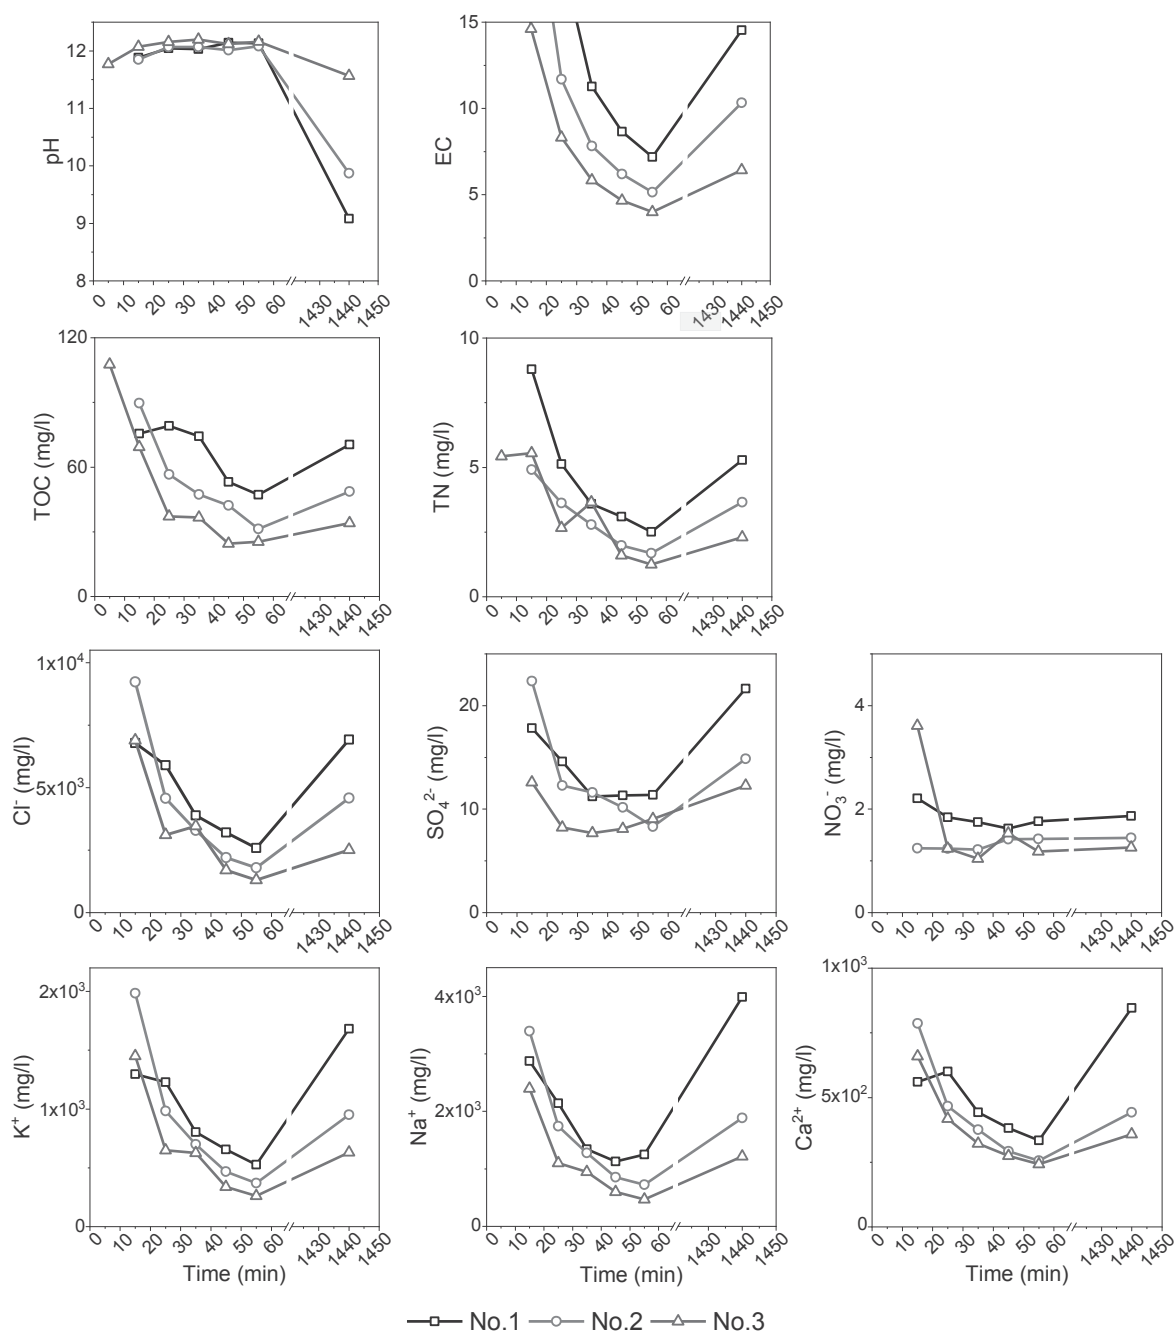 12
11
10
9
8
pH
0 10 20 30 40 50 60 1430 1440 1450
15
10
5
0
EC
0 10 20 30 40 50 60 1430 1440 1450
120
60
0
TOC (mg/l)
0 10 20 30 40 50 60 1430 1440 1450
10
5
0
TN (mg/l)
0 10 20 30 40 50 60 1430 1440 1450
1x10⁴
5x10³
0
Cl⁻ (mg/l)
0 10 20 30 40 50 60 1430 1440 1450
20
10
0
SO₄²⁻ (mg/l)
0 10 20 30 40 50 60 1430 1440 1450
4
2
0
NO₃⁻ (mg/l)
0 10 20 30 40 50 60 1430 1440 1450
2x10³
1x10³
0
K⁺ (mg/l)
0 10 20 30 40 50 60 1430 1440 1450
Time (min)
4x10³
2x10³
0
Na⁺ (mg/l)
0 10 20 30 40 50 60 1430 1440 1450
Time (min)
1x10³
5x10²
0
Ca²⁺ (mg/l)
0 10 20 30 40 50 60 1430 1440 1450
Time (min)
No.1 No.2 No.3